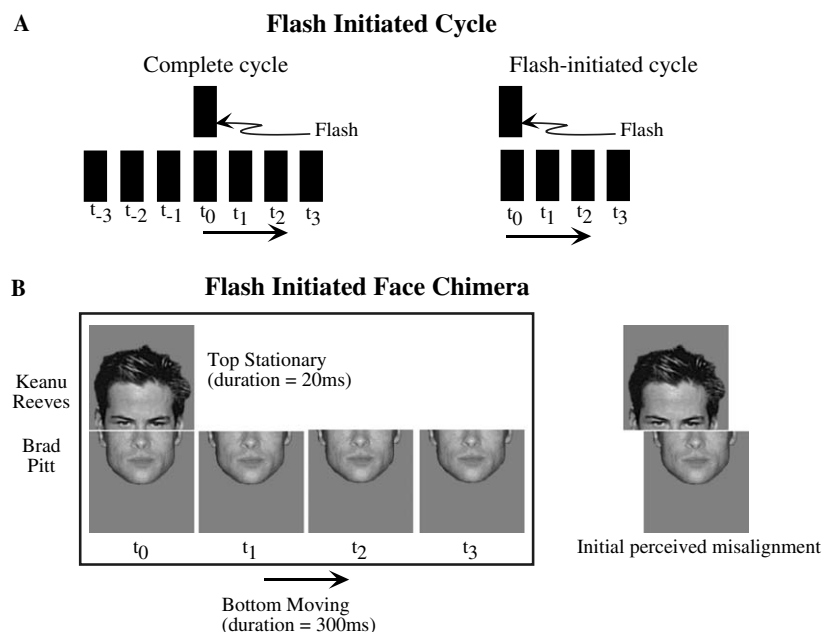 A
Flash Initiated Cycle
Complete cycle
Flash-initiated cycle
Flash
Flash
t-3 t-2 t-1 t0 t1 t2 t3
t0 t1 t2 t3
B
Flash Initiated Face Chimera
Keanu
Reeves
Top Stationary
(duration = 20ms)
Brad
Pitt
t0 t1 t2 t3
Initial perceived misalignment
Bottom Moving
(duration = 300ms)